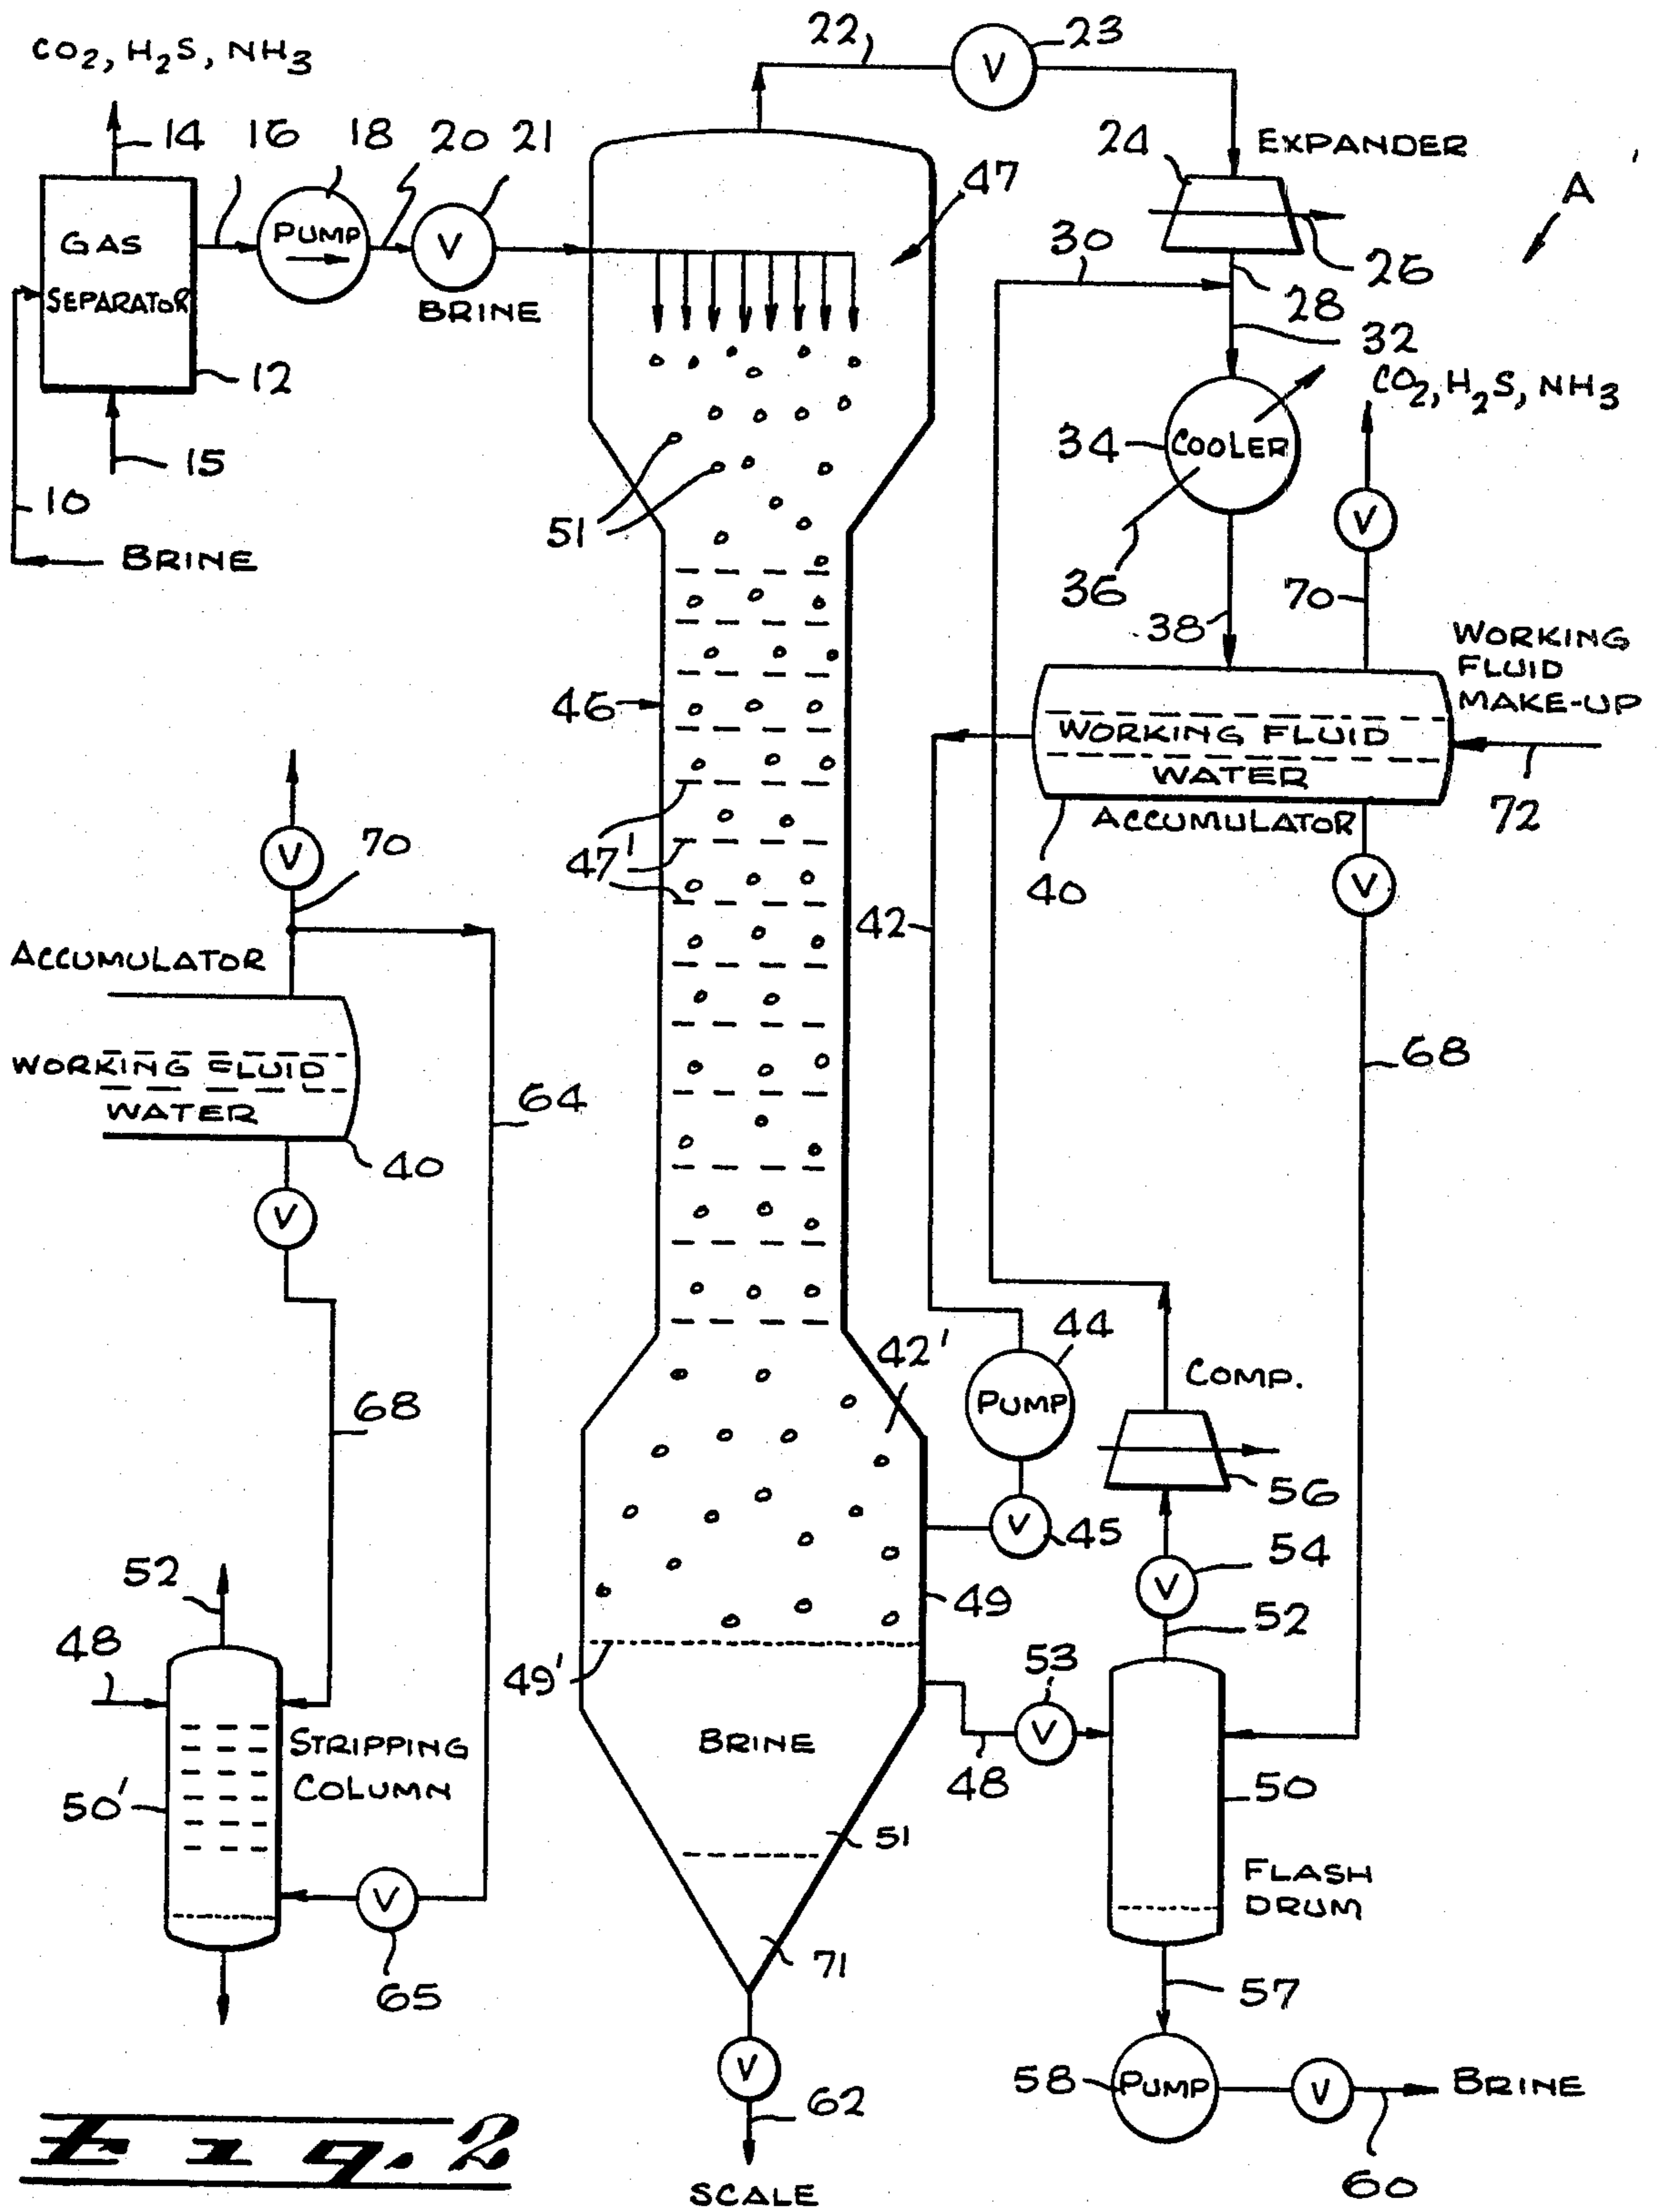 CO2, H2S, NH3
14
16
18
20
21
22
23
V
24
EXPANDER
A
GAS
SEPARATOR
PUMP
V
BRINE
47
26
30
28
32
12
15
10
BRINE
CO2, H2S, NH3
34
COOLER
V
51
36
70
38
WORKING
FLUID
MAKE-UP
46
WORKING FLUID
WATER
72
ACCUMULATOR
40
V
V
70
47'
42
ACCUMULATOR
WORKING FLUID
WATER
40
64
68
V
68
42'
44
PUMP
COMP.
56
V
45
54
V
52
49
52
48
49'
53
V
48
50
STRIPPING
COLUMN
50'
BRINE
51
FLASH
DRUM
V
65
71
57
V
62
SCALE
58
PUMP
V
BRINE
60
Fig. 2